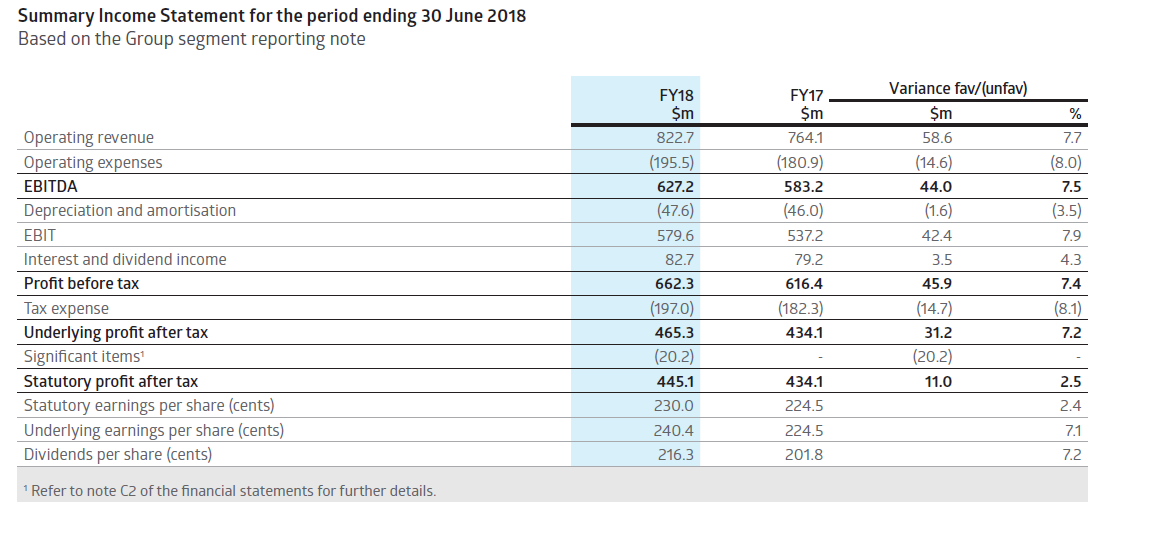 Summary Income Statement for the period ending 30 June 2018
Based on the Group segment reporting note
Variance fav/(unfav)
FY18 FY17
$m $m $m %
Operating revenue 822.7 764.1 58.6 7.7
Operating expenses (195.5) (180.9) (14.6) (8.0)
EBITDA 627.2 583.2 44.0 7.5
Depreciation and amortisation (47.6) (46.0) (1.6) (3.5)
EBIT 579.6 537.2 42.4 7.9
Interest and dividend income 82.7 79.2 3.5 4.3
Profit before tax 662.3 616.4 45.9 7.4
Tax expense (197.0) (182.3) (14.7) (8.1)
Underlying profit after tax 465.3 434.1 31.2 7.2
Significant items¹ (20.2) - (20.2) -
Statutory profit after tax 445.1 434.1 11.0 2.5
Statutory earnings per share (cents) 230.0 224.5 2.4
Underlying earnings per share (cents) 240.4 224.5 7.1
Dividends per share (cents) 216.3 201.8 7.2
¹ Refer to note C2 of the financial statements for further details.